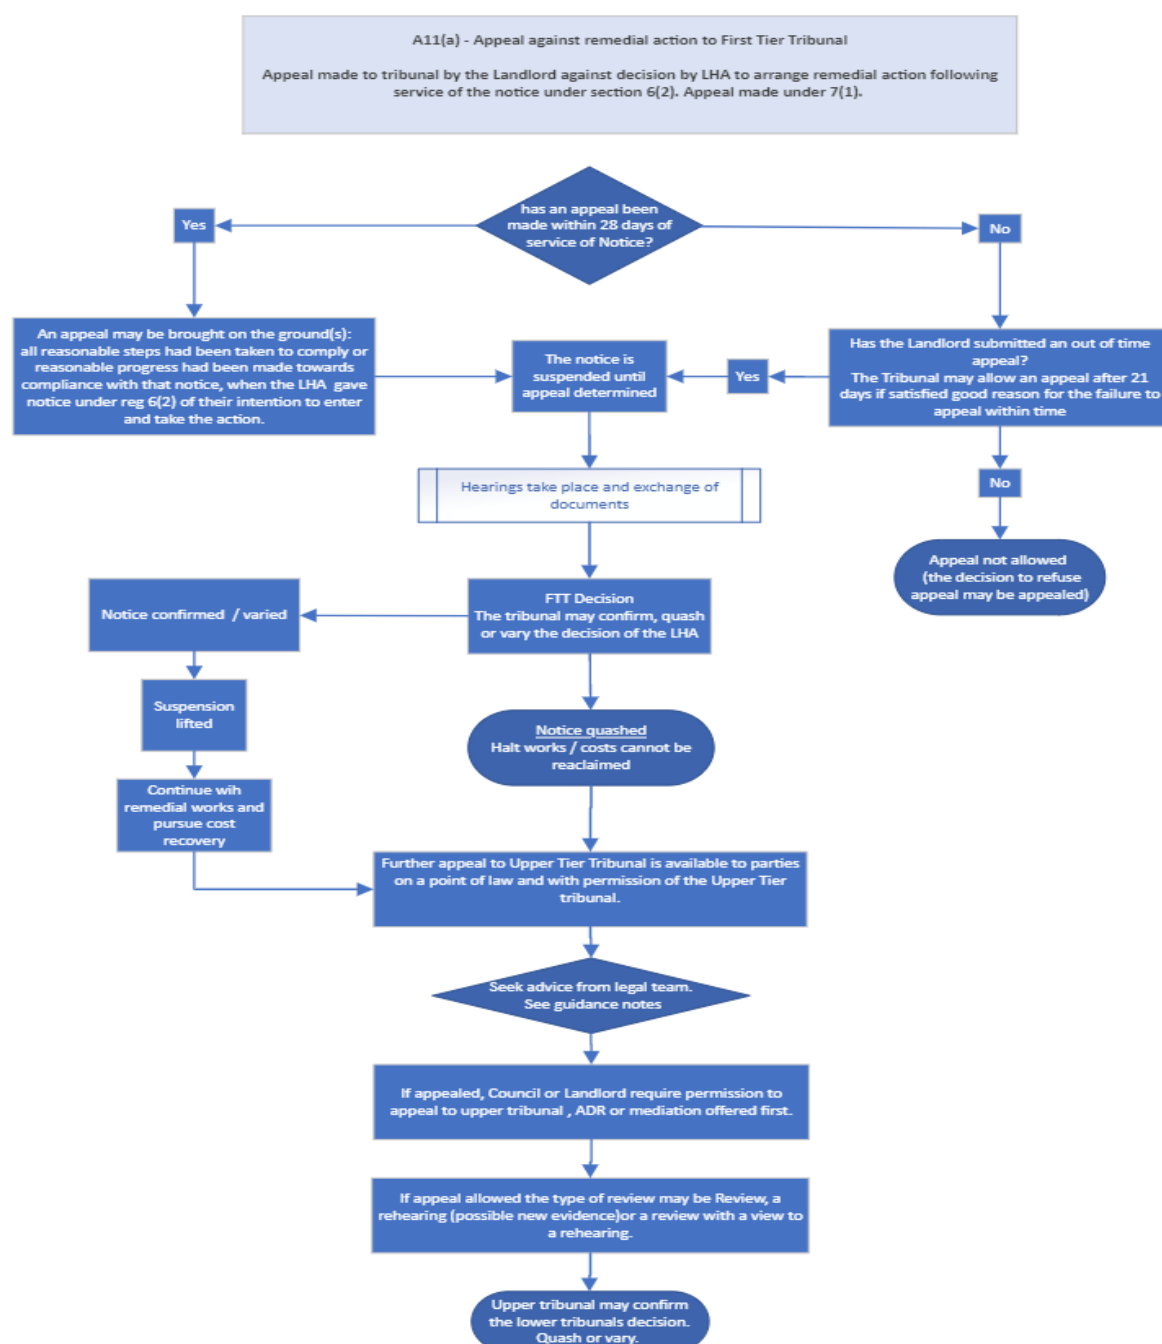 A11(a) - Appeal against remedial action to First Tier Tribunal
Appeal made to tribunal by the Landlord against decision by LHA to arrange remedial action following
service of the notice under section 6(2). Appeal made under 7(1).
has an appeal been
made within 28 days of
service of Notice?
Yes
No
An appeal may be brought on the ground(s):
all reasonable steps had been taken to comply or
reasonable progress had been made towards
compliance with that notice, when the LHA gave
notice under reg 6(2) of their intention to enter
and take the action.
The notice is
suspended until
appeal determined
Yes
Has the Landlord submitted an out of time
appeal?
The Tribunal may allow an appeal after 21
days if satisfied good reason for the failure to
appeal within time
No
Hearings take place and exchange of
documents
Appeal not allowed
(the decision to refuse
appeal may be appealed)
FTT Decision
The tribunal may confirm, quash
or vary the decision of the LHA
Notice confirmed / varied
Suspension
lifted
Notice quashed
Halt works / costs cannot be
reaclaimed
Continue wih
remedial works and
pursue cost
recovery
Further appeal to Upper Tier Tribunal is available to parties
on a point of law and with permission of the Upper Tier
tribunal.
Seek advice from legal team.
See guidance notes
If appealed, Council or Landlord require permission to
appeal to upper tribunal , ADR or mediation offered first.
If appeal allowed the type of review may be Review, a
rehearing (possible new evidence)or a review with a view to
a rehearing.
Upper tribunal may confirm
the lower tribunals decision.
Quash or vary.